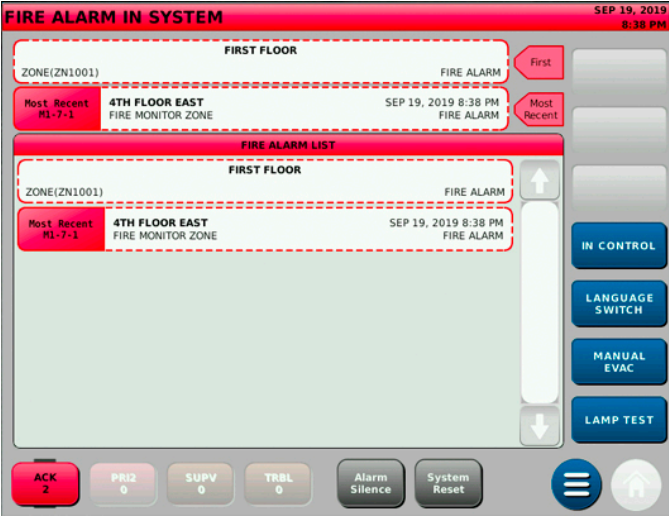 FIRE ALARM IN SYSTEM
SEP 19, 2019
8:38 PM
FIRST FLOOR
ZONE(ZN1001)
FIRE ALARM
First
Most Recent
M1-7-1
4TH FLOOR EAST
FIRE MONITOR ZONE
SEP 19, 2019 8:38 PM
FIRE ALARM
Most
Recent
FIRE ALARM LIST
FIRST FLOOR
ZONE(ZN1001)
FIRE ALARM
Most Recent
M1-7-1
4TH FLOOR EAST
FIRE MONITOR ZONE
SEP 19, 2019 8:38 PM
FIRE ALARM
IN CONTROL
LANGUAGE
SWITCH
MANUAL
EVAC
LAMP TEST
ACK
2
PRI2
0
SUPV
0
TRBL
0
Alarm
Silence
System
Reset